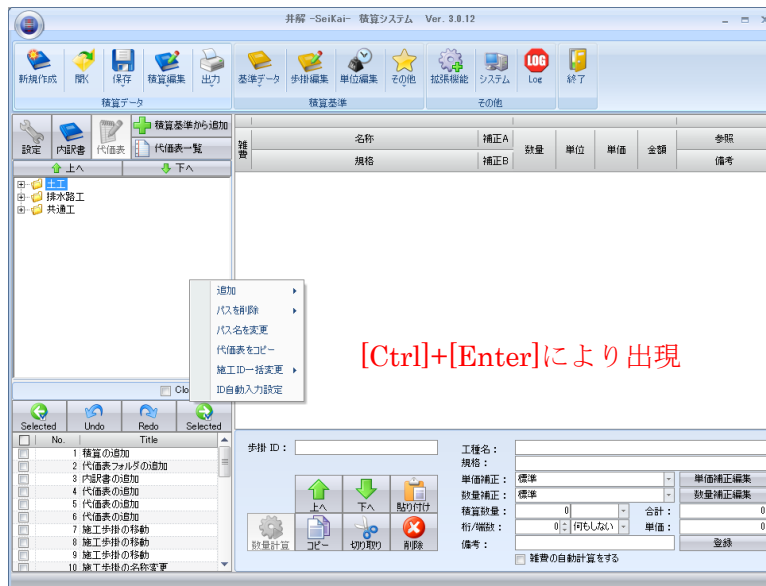 井解 -SeiKai- 積算システム Ver. 3.0.12
新規作成 開く 保存 積算編集 出力 基準データ 歩掛編集 単位編集 その他 拡張機能 システム Log 終了
LOG
積算データ 積算基準 その他
設定 内訳書 代価表 積算基準から追加
代価表一覧
上へ 下へ
土工
排水路工
共通工
雑費 名称 補正A 数量 単位 単価 金額 参照
規格 補正B 備考
追加
パスを削除
パス名を変更
代価表をコピー
施工ID一括変更
ID自動入力設定
[Ctrl]+[Enter]により出現
Clo
Selected Undo Redo Selected
No. Title
1 積算の追加
2 代価表フォルダの追加
3 内訳書の追加
4 代価表の追加
5 代価表の追加
6 代価表の追加
7 施工歩掛の移動
8 施工歩掛の移動
9 施工歩掛の移動
10 施工歩掛の名称変更
歩掛 ID：
上へ 下へ 貼り付け
数量計算 コピー 切り取り 削除
工種名：
規格：
単価補正： 標準 単価補正編集
数量補正： 標準 数量補正編集
積算数量： 0 合計： 0
桁/端数： 0 何もしない 単価： 0
備考： 登録
雑費の自動計算をする